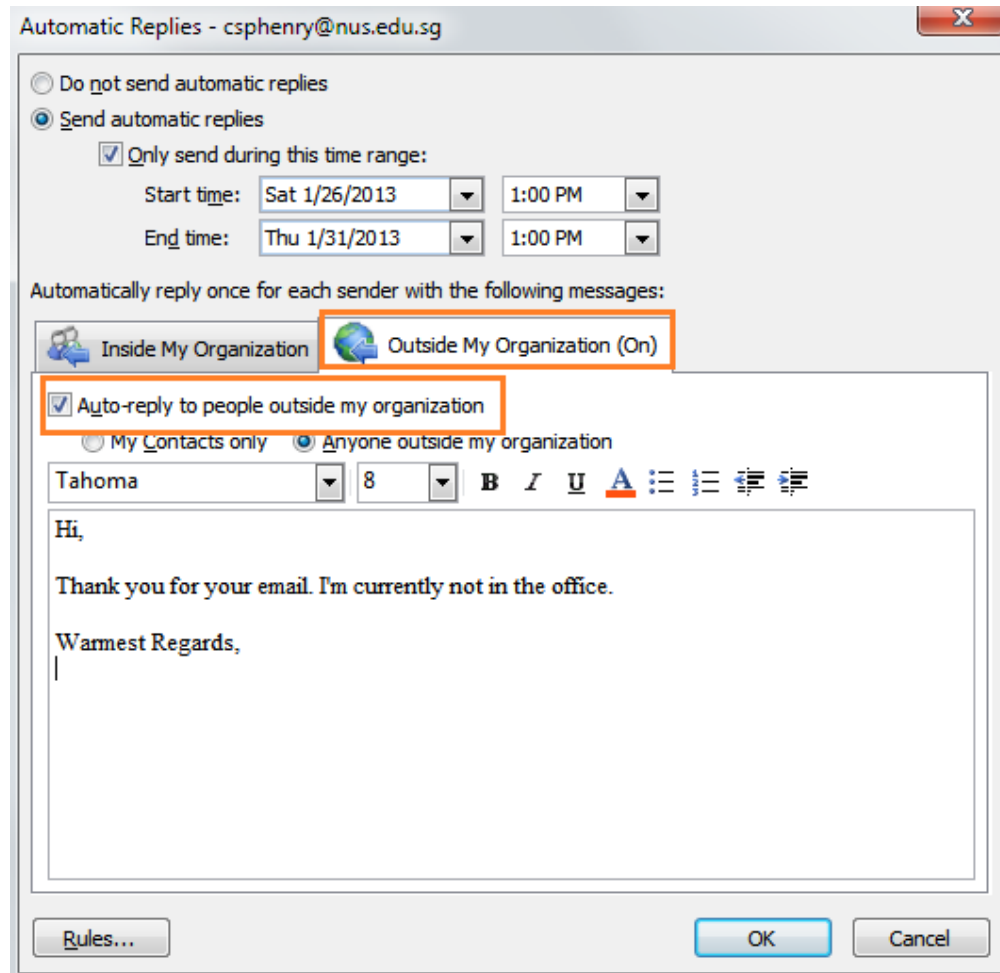 Automatic Replies - csphenry@nus.edu.sg
Do not send automatic replies
Send automatic replies
Only send during this time range:
Start time: Sat 1/26/2013 1:00 PM
End time: Thu 1/31/2013 1:00 PM
Automatically reply once for each sender with the following messages:
Inside My Organization Outside My Organization (On)
Auto-reply to people outside my organization
My Contacts only Anyone outside my organization
Tahoma 8 B I U A
Hi,
Thank you for your email. I'm currently not in the office.
Warmest Regards,
Rules... OK Cancel